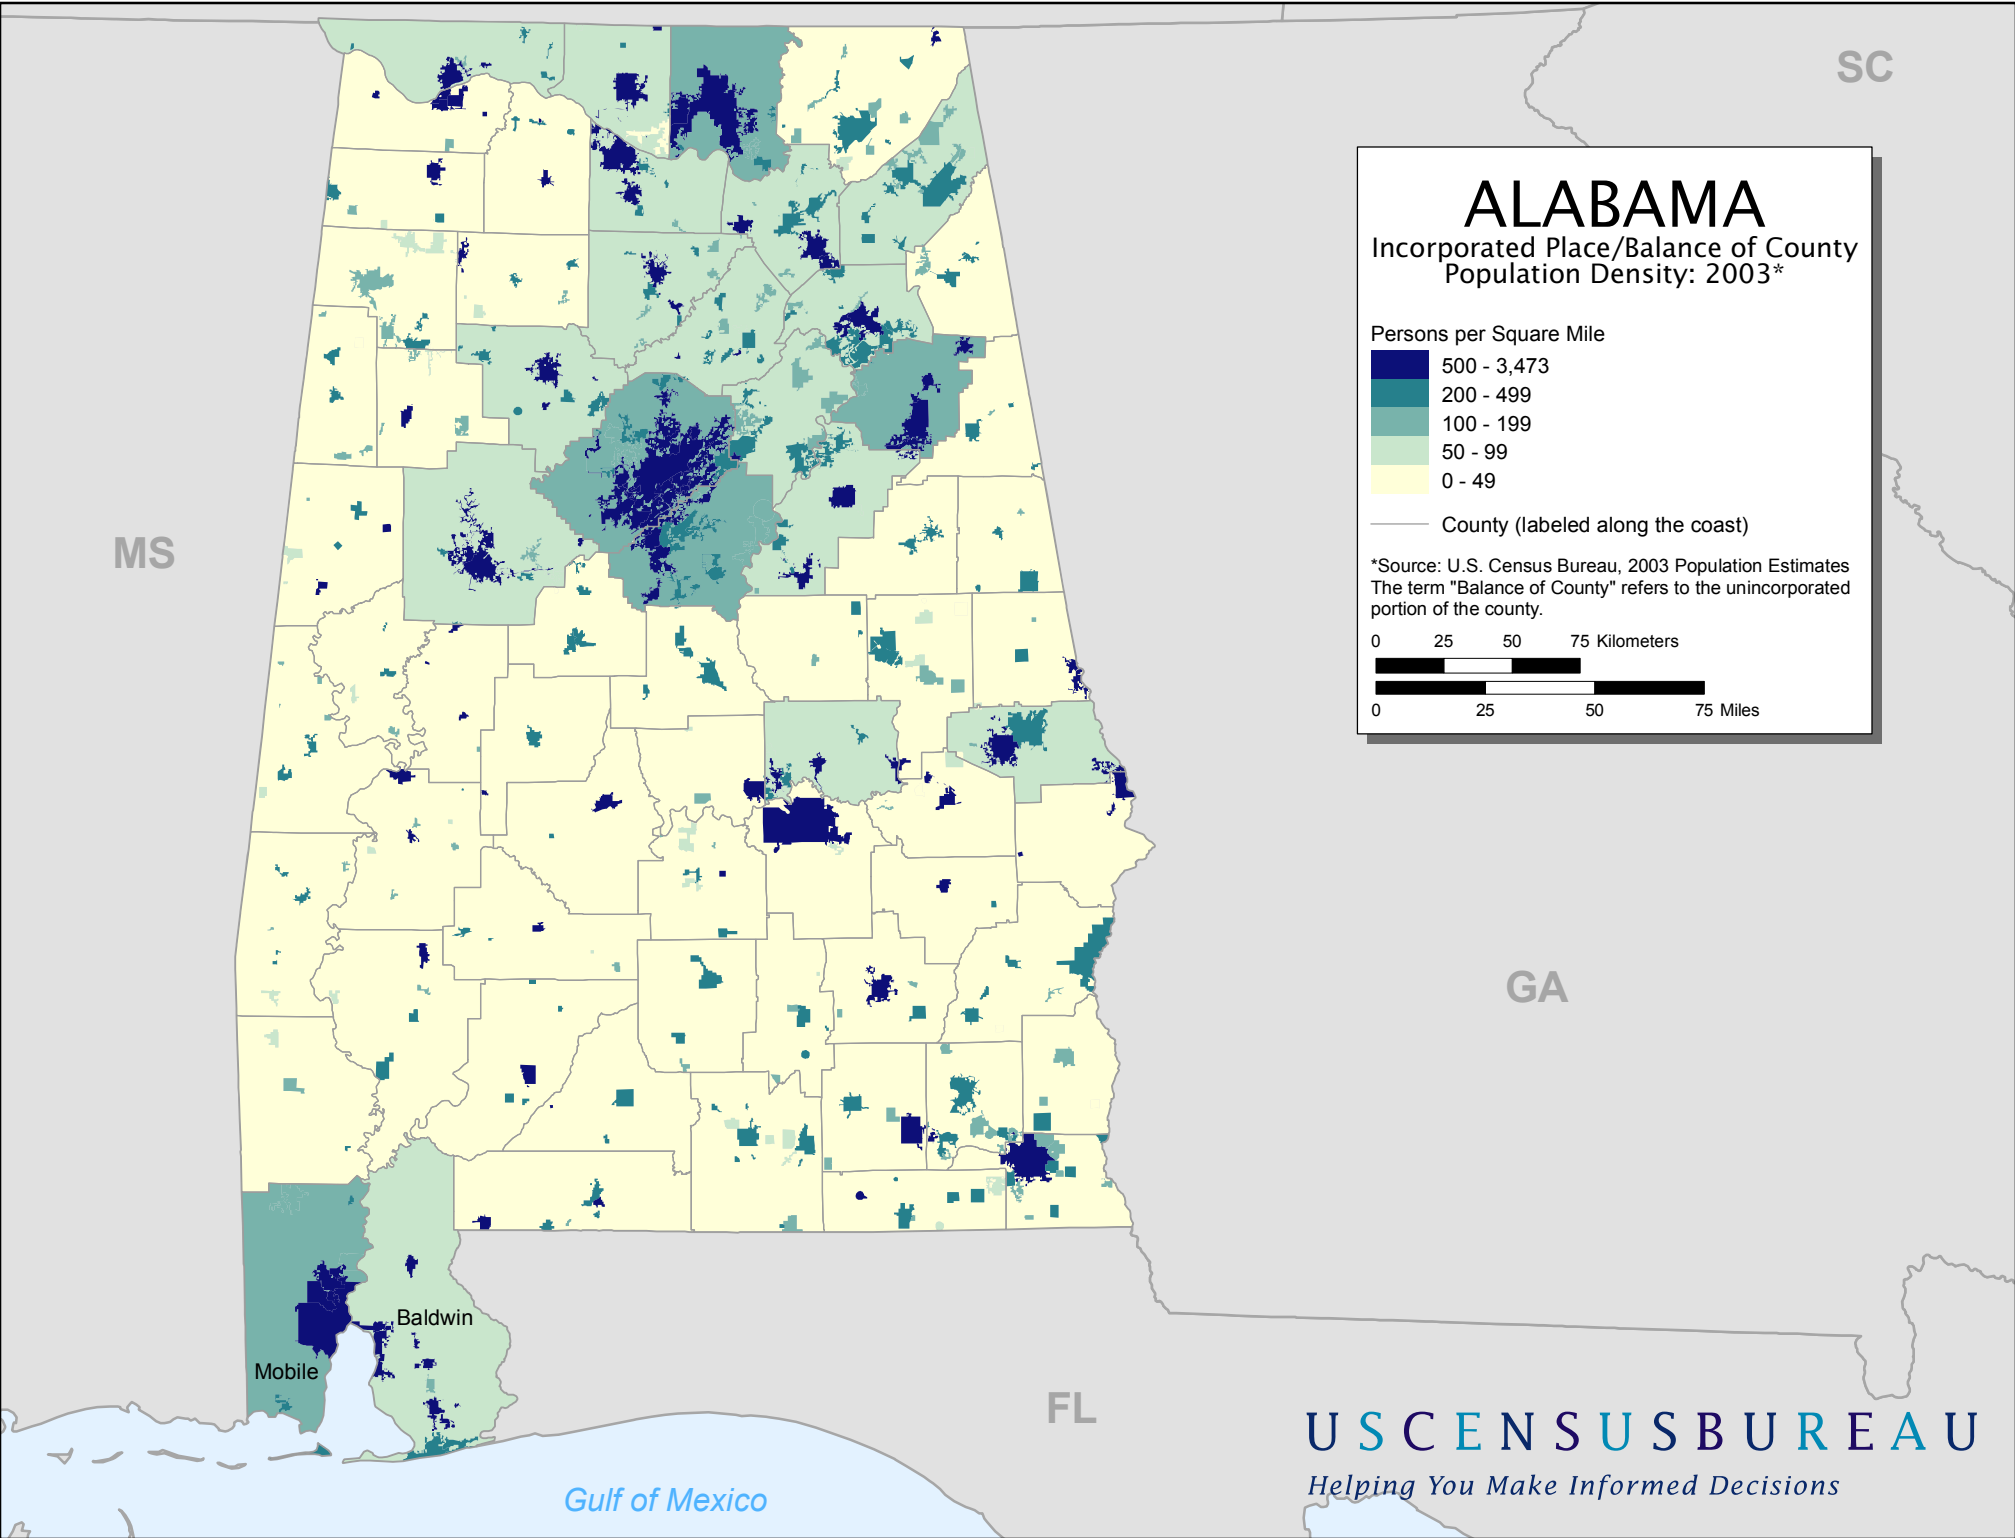 SC
ALABAMA
Incorporated Place/Balance of County
Population Density: 2003*
Persons per Square Mile
500 - 3,473
200 - 499
100 - 199
50 - 99
0 - 49
County (labeled along the coast)
*Source: U.S. Census Bureau, 2003 Population Estimates
The term "Balance of County" refers to the unincorporated
portion of the county.
0 25 50 75 Kilometers
0 25 50 75 Miles
MS
GA
Baldwin
Mobile
FL
USCENSUSBUREAU
Helping You Make Informed Decisions
Gulf of Mexico